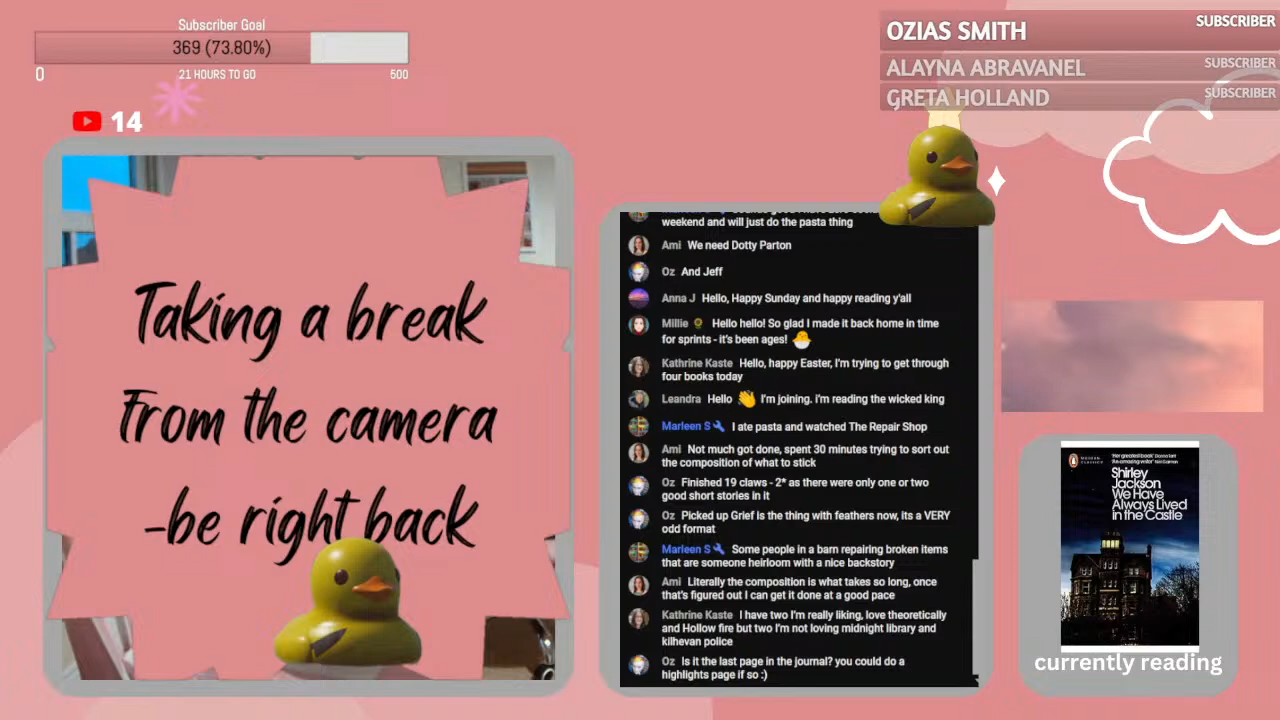 Subscriber Goal
369 (73.80%)
0
21 HOURS TO GO
500
14
OZIAS SMITH
SUBSCRIBER
ALAYNA ABRAVANEL
SUBSCRIBER
GRETA HOLLAND
SUBSCRIBER
Taking a break
From the camera
-be right back
weekend and will just do the pasta thing
Ami We need Dotty Parton
Oz And Jeff
Anna J Hello, Happy Sunday and happy reading y'all
Millie 🌻 Hello hello! So glad I made it back home in time
for sprints - it's been ages! 🐣
Kathrine Kaste Hello, happy Easter, I'm trying to get through
four books today
Leandra Hello 👋 I'm joining. i'm reading the wicked king
Marleen S 🔧 I ate pasta and watched The Repair Shop
Ami Not much got done, spent 30 minutes trying to sort out
the composition of what to stick
Oz Finished 19 claws - 2* as there were only one or two
good short stories in it
Oz Picked up Grief is the thing with feathers now, its a VERY
odd format
Marleen S 🔧 Some people in a barn repairing broken items
that are someone heirloom with a nice backstory
Ami Literally the composition is what takes so long, once
that's figured out I can get it done at a good pace
Kathrine Kaste I have two I'm really liking, love theoretically
and Hollow fire but two I'm not loving midnight library and
kilhevan police
Oz Is it the last page in the journal? you could do a
highlights page if so :)
Shirley
Jackson
We Have
Always Lived
in the Castle
currently reading